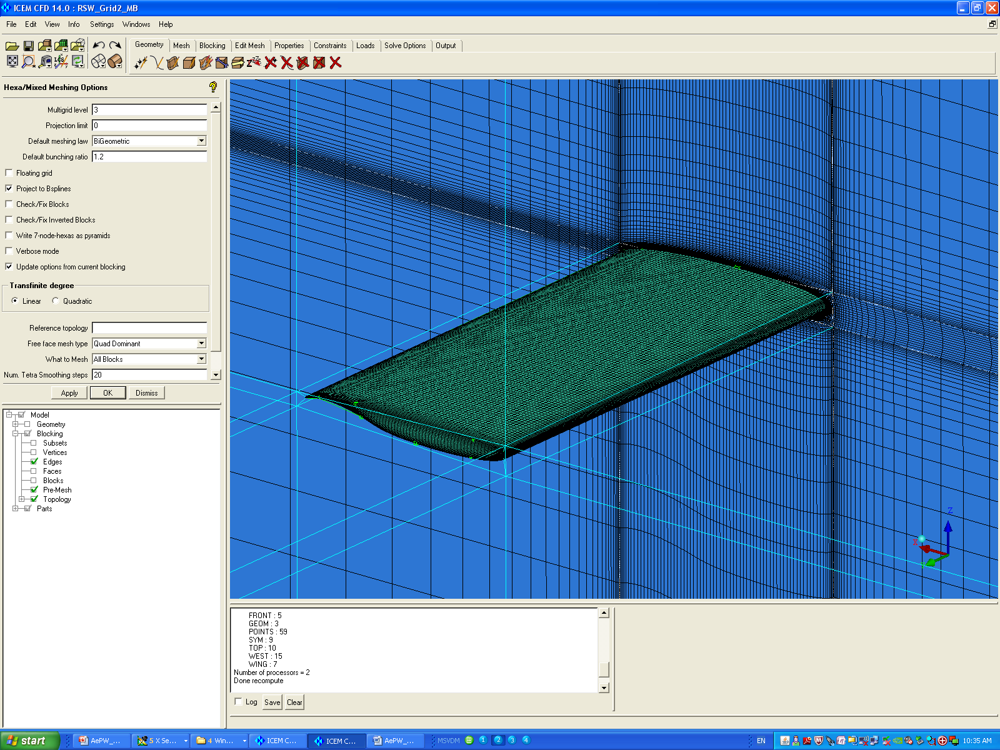 ICEM CFD 14.0 : RSW_Grid2_MB
File Edit View Info Settings Windows Help
Geometry Mesh Blocking Edit Mesh Properties Constraints Loads Solve Options Output
Hexa/Mixed Meshing Options
Multigrid level 3
Projection limit 0
Default meshing law BiGeometric
Default bunching ratio 1.2
Floating grid
Project to Bsplines
Check/Fix Blocks
Check/Fix Inverted Blocks
Write 7-node-hexas as pyramids
Verbose mode
Update options from current blocking
Transfinite degree
Linear Quadratic
Reference topology
Free face mesh type Quad Dominant
What to Mesh All Blocks
Num. Tetra Smoothing steps 20
Apply OK Dismiss
Model
Geometry
Blocking
Subsets
Vertices
Edges
Faces
Blocks
Pre-Mesh
Topology
Parts
Z
X
Y
FRONT : 5
GEOM : 3
POINTS : 59
SYM : 9
TOP : 10
WEST : 15
WING : 7
Number of processors = 2
Done recompute
Log Save Clear
start AePW_... 5 X Se... 4 Win... ICEM C... ICEM C... AePW_... MSVDM 1 2 3 4 EN 10:35 AM